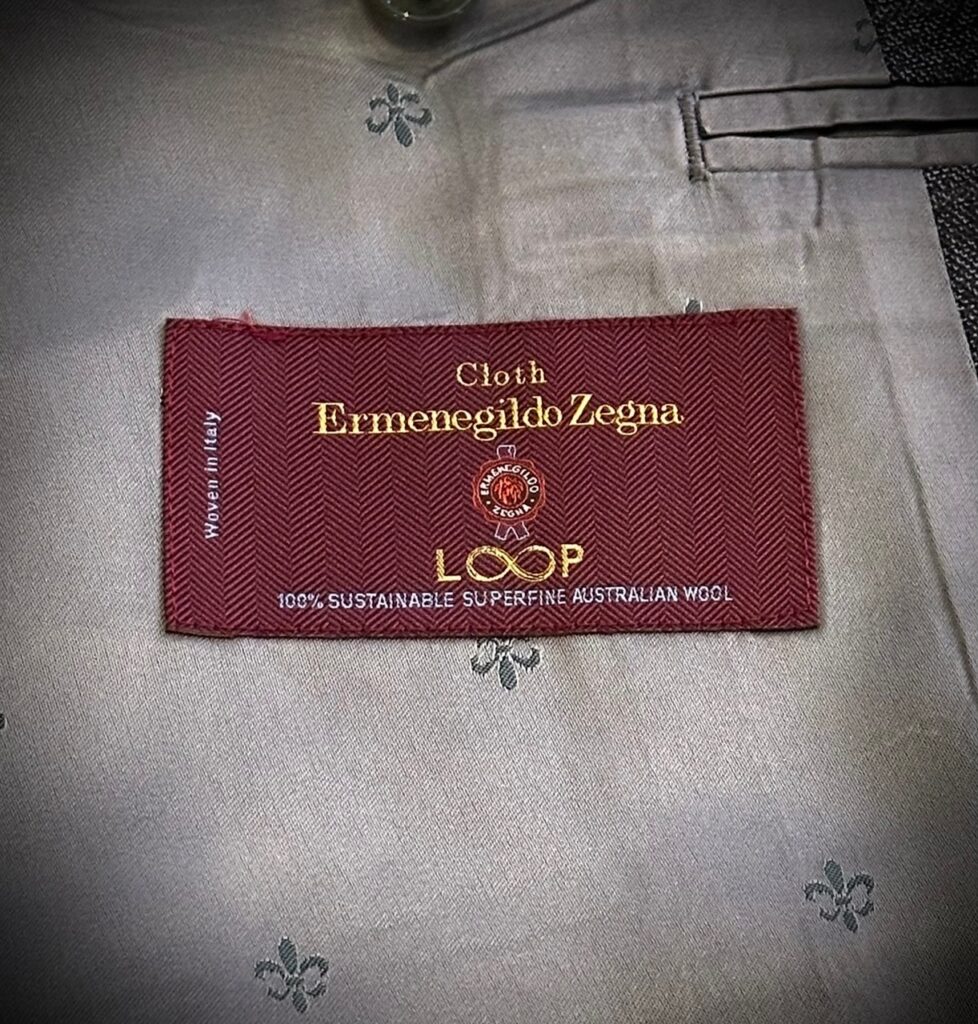 Cloth
Ermenegildo Zegna
Woven in Italy
ERMENEGILDO
ZEGNA
LOOP
100% SUSTAINABLE SUPERFINE AUSTRALIAN WOOL